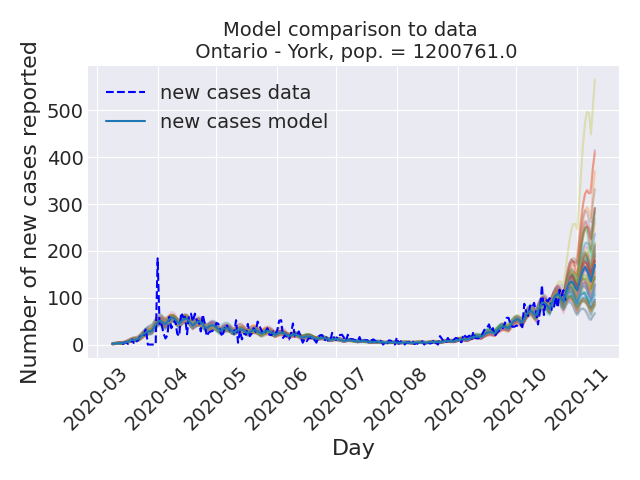 Model comparison to data
Ontario - York, pop. = 1200761.0
Number of new cases reported
500
400
300
200
100
0
new cases data
new cases model
2020-03
2020-04
2020-05
2020-06
2020-07
2020-08
2020-09
2020-10
2020-11
Day